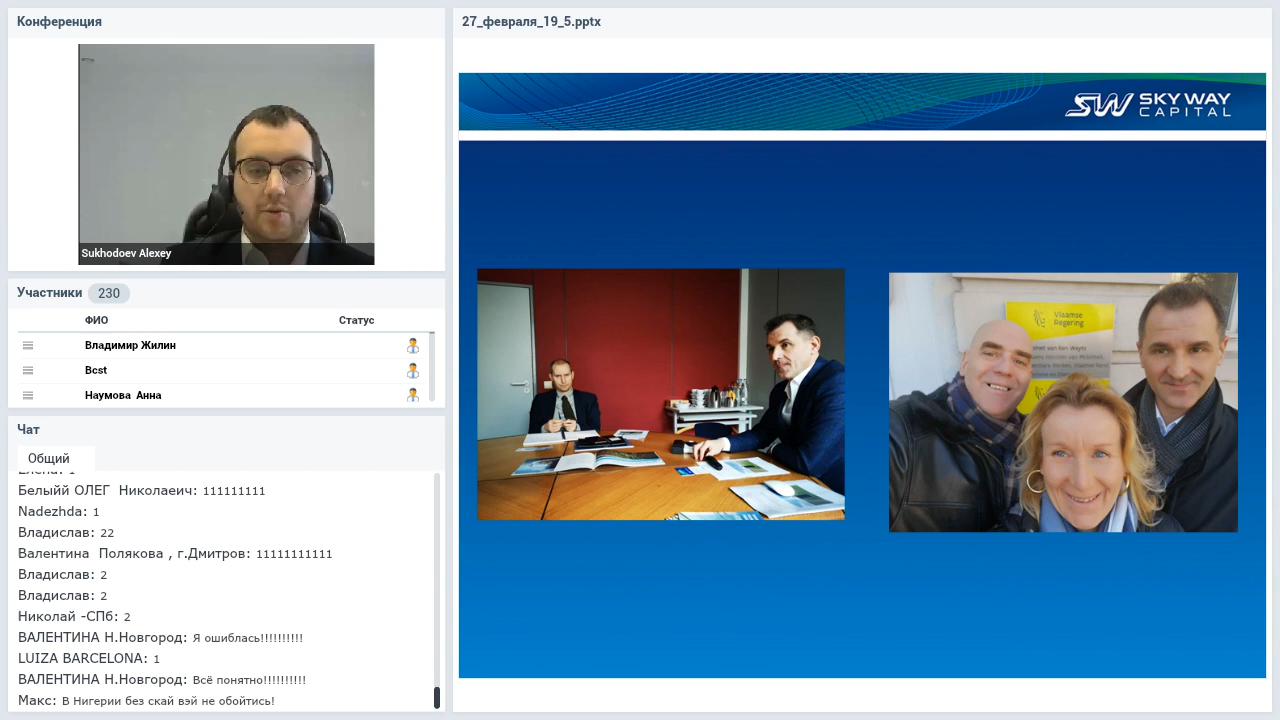 Конференция
Sukhodoev Alexey
Участники 230
ФИО Статус
Владимир Жилин
Bcst
Наумова Анна
Чат
Общий
Елена: 1
Белыйй ОЛЕГ Николаеич: 111111111
Nadezhda: 1
Владислав: 22
Валентина Полякова , г.Дмитров: 11111111111
Владислав: 2
Владислав: 2
Николай -СПб: 2
ВАЛЕНТИНА Н.Новгород: Я ошиблась!!!!!!!!!!
LUIZA BARCELONA: 1
ВАЛЕНТИНА Н.Новгород: Всё понятно!!!!!!!!!!
Макс: В Нигерии без скай вэй не обойтись!
27_февраля_19_5.pptx
SW SKY WAY
CAPITAL
Vlaamse
Regering